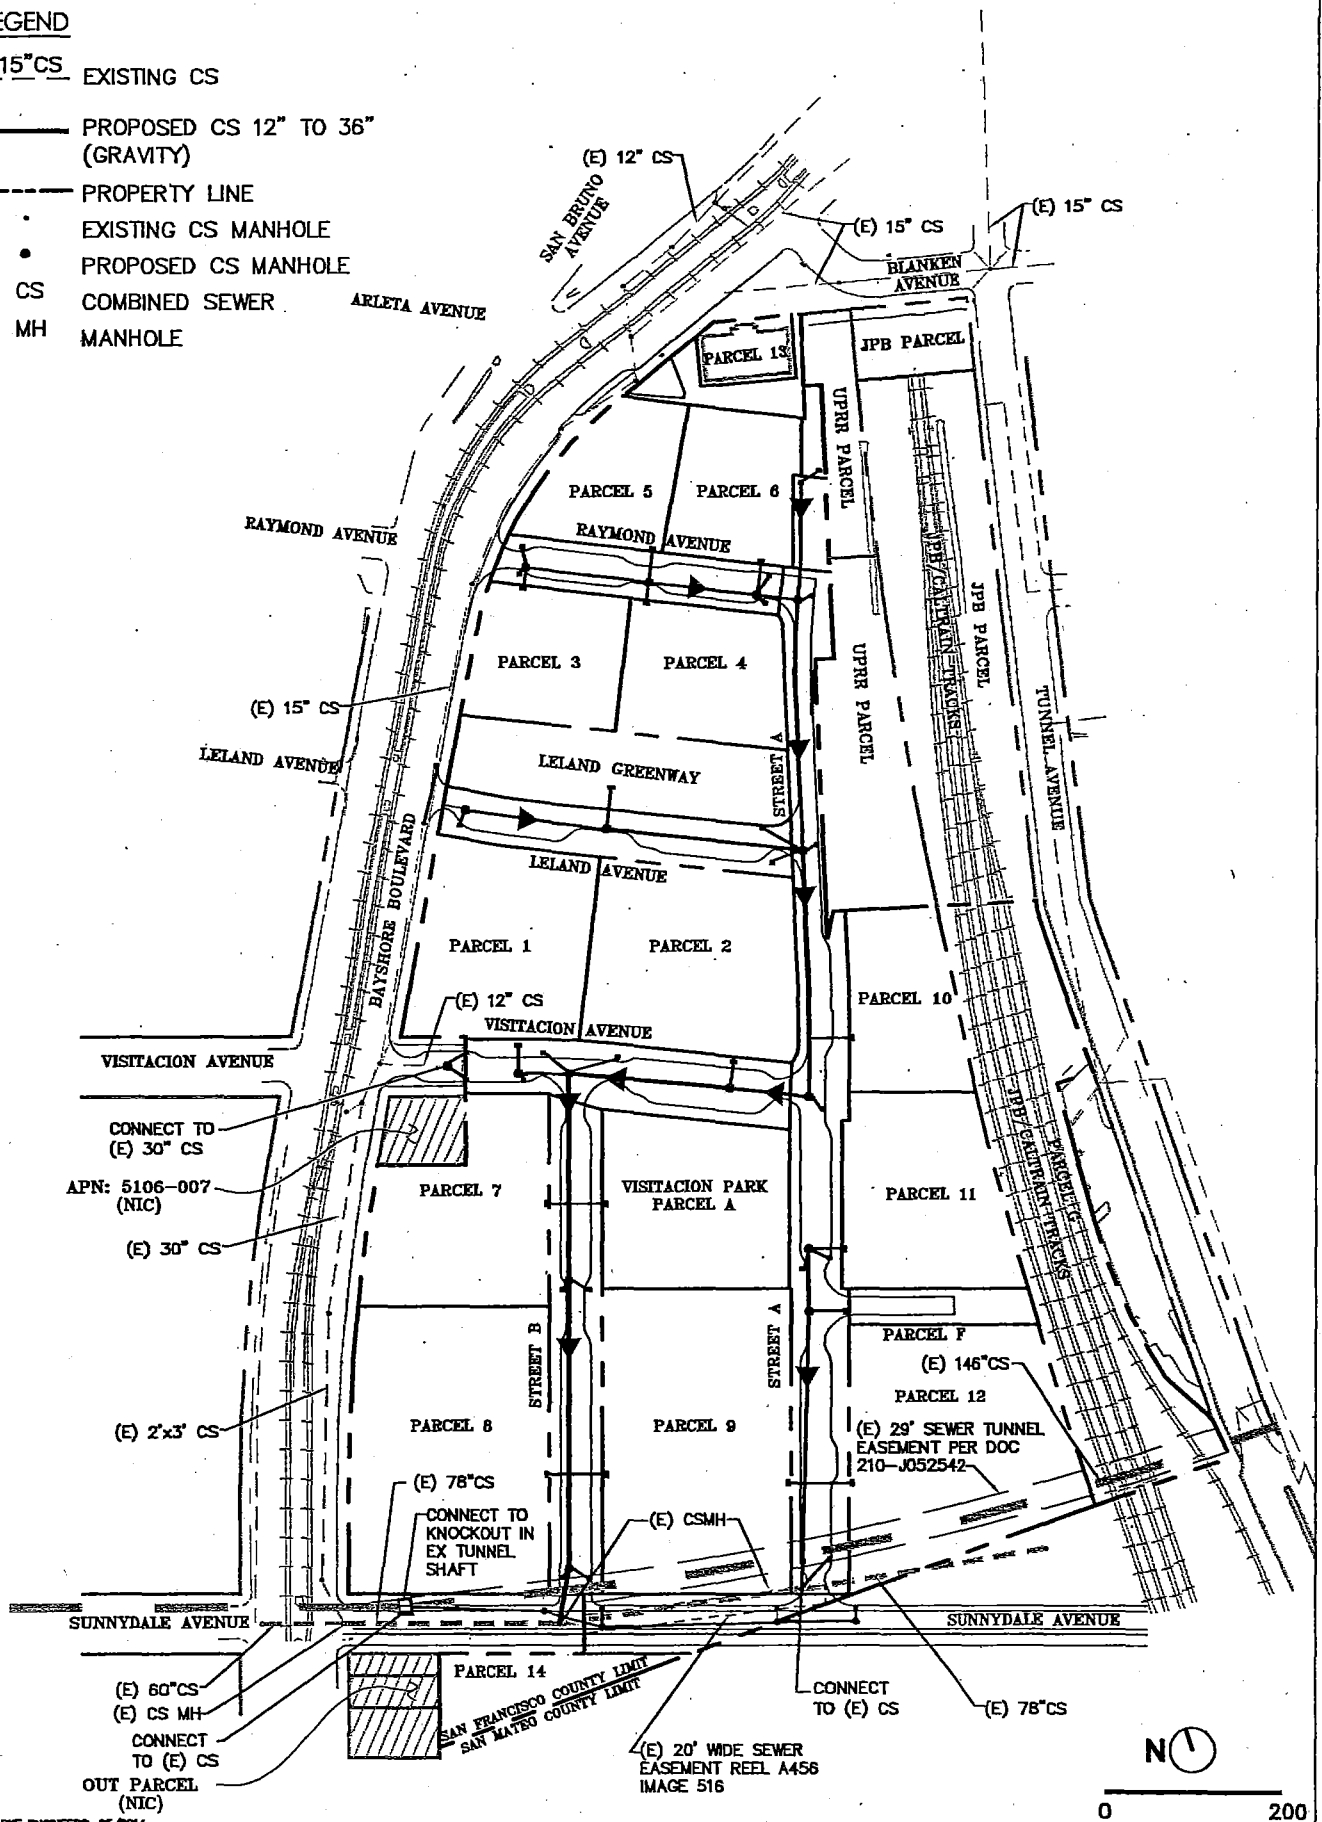 EGEND
15"CS
EXISTING CS
PROPOSED CS 12" TO 36"
(GRAVITY)
PROPERTY LINE
EXISTING CS MANHOLE
PROPOSED CS MANHOLE
CS
COMBINED SEWER
MH
MANHOLE
(E) 12" CS
SAN BRUNO
AVENUE
(E) 15" CS
(E) 15" CS
BLANKEN
AVENUE
ARLETA AVENUE
PARCEL 13
JPB PARCEL
UPRR PARCEL
PARCEL 5
PARCEL 6
RAYMOND AVENUE
RAYMOND AVENUE
JPB/CALTRAIN TRACKS
JPB PARCEL
PARCEL 3
PARCEL 4
UPRR PARCEL
(E) 15" CS
TUNNEL AVENUE
LELAND AVENUE
LELAND GREENWAY
STREET A
BAYSHORE BOULEVARD
LELAND AVENUE
PARCEL 1
PARCEL 2
PARCEL 10
(E) 12" CS
VISITACION AVENUE
VISITACION AVENUE
CONNECT TO
(E) 30" CS
APN: 5106-007
(NIC)
PARCEL 7
VISITACION PARK
PARCEL A
PARCEL 11
JPB/CALTRAIN TRACKS
PARCEL G
(E) 30" CS
STREET B
STREET A
PARCEL F
(E) 146"CS
PARCEL 12
(E) 2'x3' CS
PARCEL 8
PARCEL 9
(E) 29' SEWER TUNNEL
EASEMENT PER DOC
210-J052542
(E) 78"CS
CONNECT TO
KNOCKOUT IN
EX TUNNEL
SHAFT
(E) CSMH
SUNNYDALE AVENUE
SUNNYDALE AVENUE
PARCEL 14
SAN FRANCISCO COUNTY LIMIT
SAN MATEO COUNTY LIMIT
(E) 60"CS
(E) CS MH
CONNECT
TO (E) CS
OUT PARCEL
(NIC)
CONNECT
TO (E) CS
(E) 78"CS
(E) 20' WIDE SEWER
EASEMENT REEL A456
IMAGE 516
N
0 200